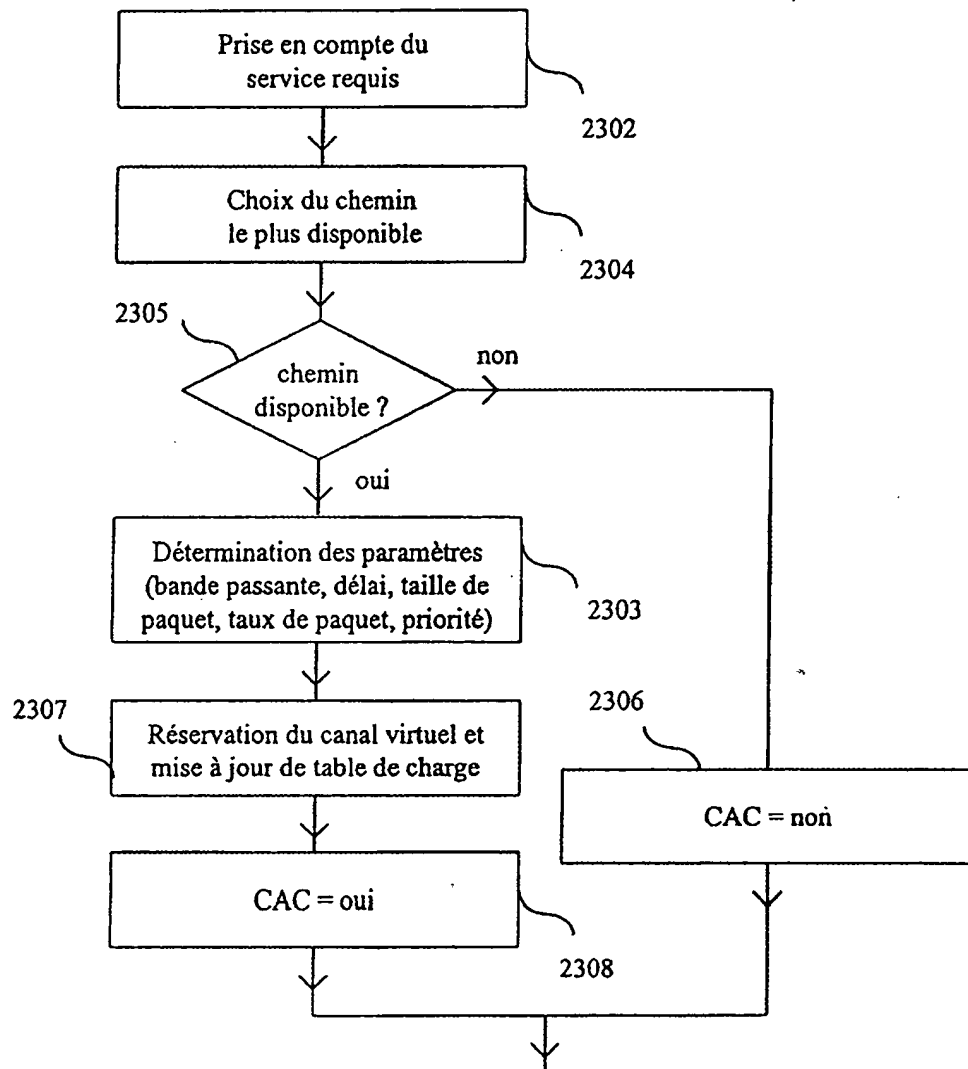 Prise en compte du
service requis
2302
Choix du chemin
le plus disponible
2304
2305
chemin
disponible ?
non
oui
Détermination des paramètres
(bande passante, délai, taille de
paquet, taux de paquet, priorité)
2303
2307
Réservation du canal virtuel et
mise à jour de table de charge
2306
CAC = non
CAC = oui
2308